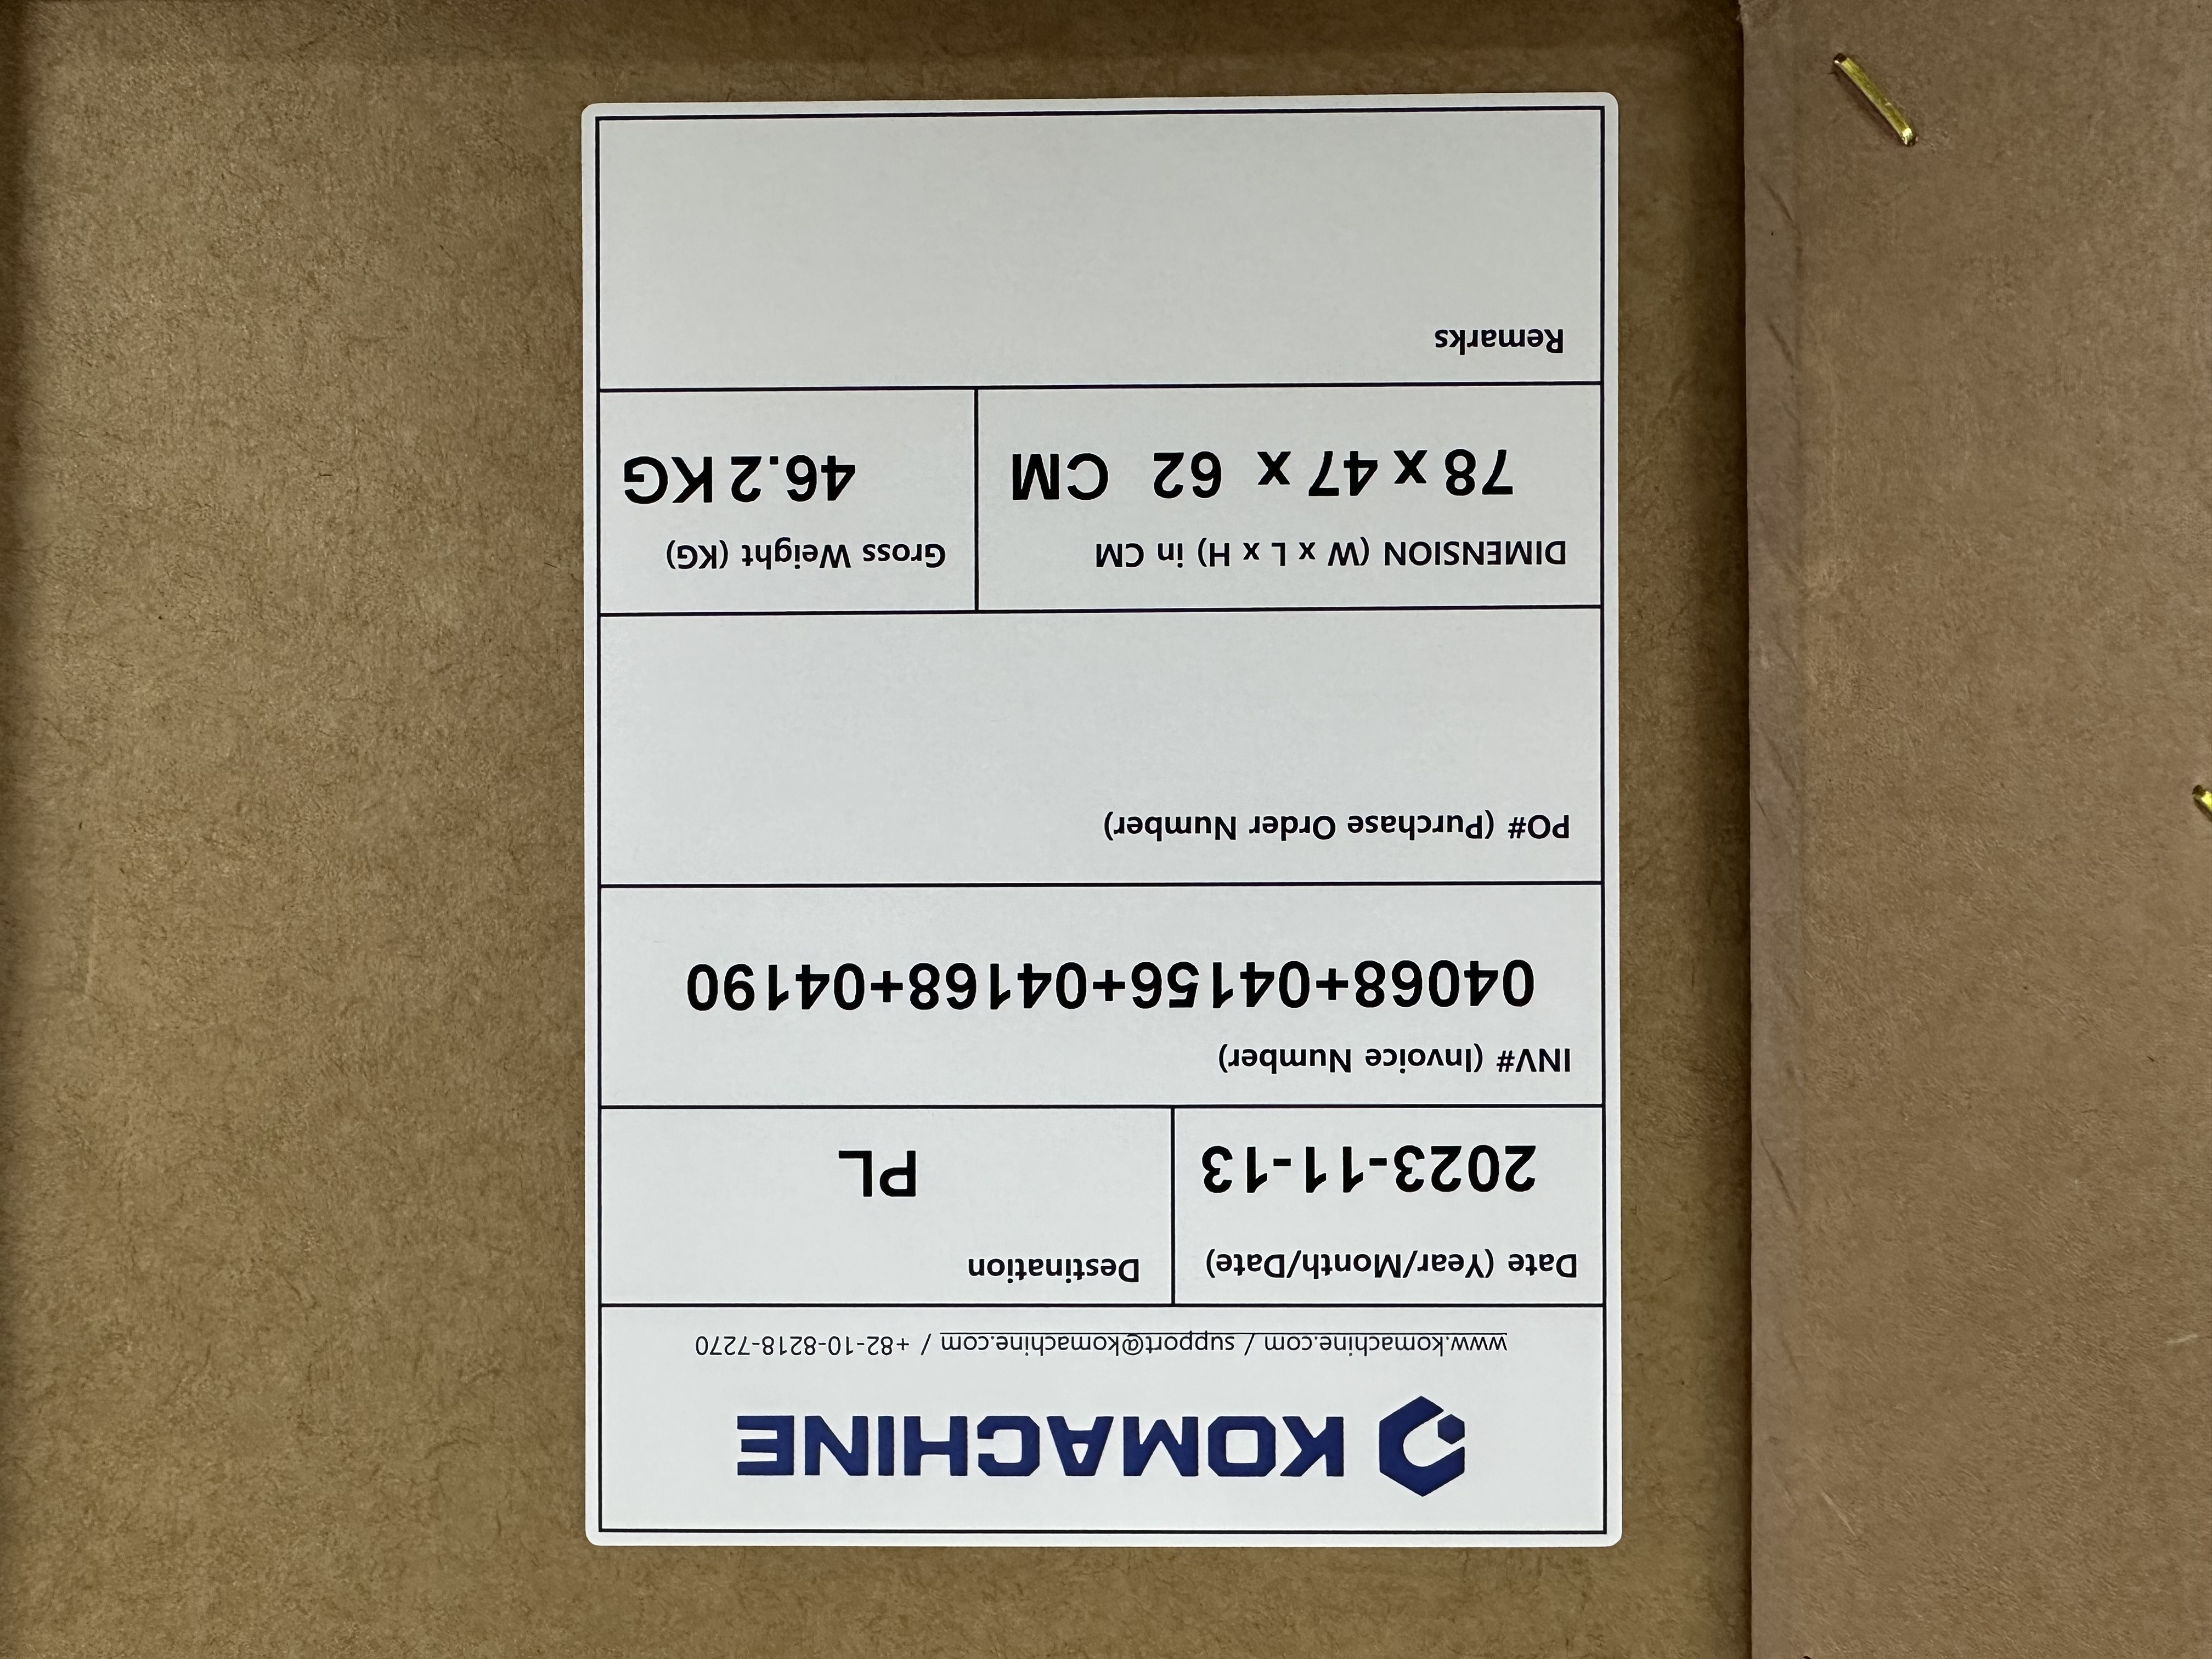 KOMACHINE
www.komachine.com / support@komachine.com / +82-10-8218-7270
Date (Year/Month/Date)
2023-11-13
Destination
PL
INV# (Invoice Number)
04068+04156+04168+04190
PO# (Purchase Order Number)
DIMENSION (W x L x H) in CM
78 x 47 x 62 CM
Gross Weight (KG)
46.2 KG
Remarks